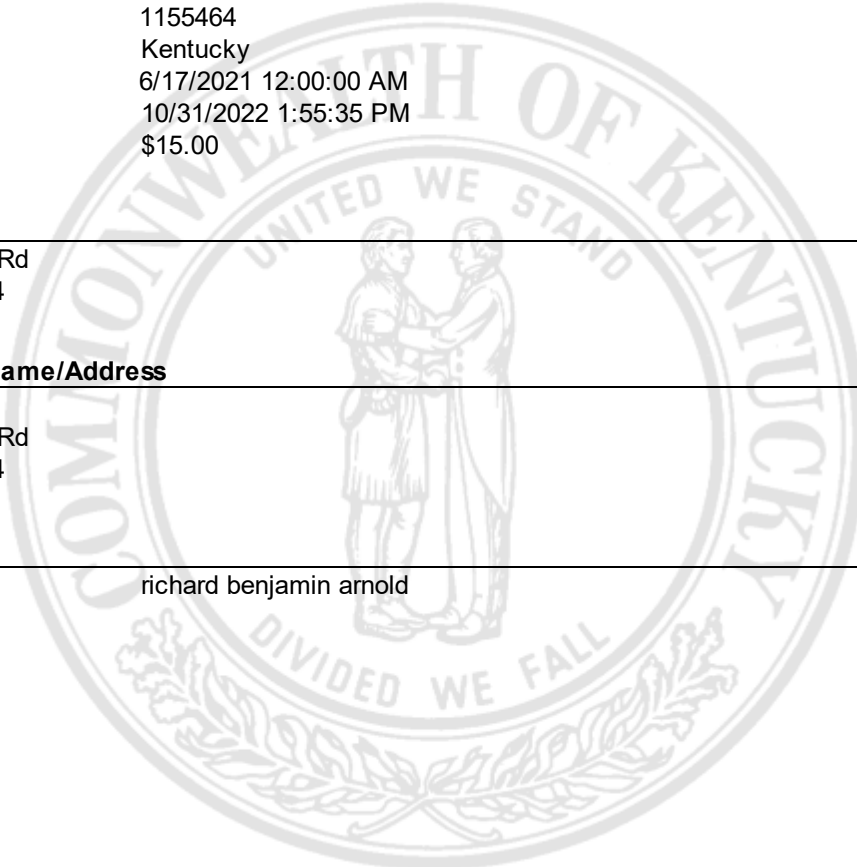 1155464
Kentucky
6/17/2021 12:00:00 AM
10/31/2022 1:55:35 PM
$15.00
COMMONWEALTH OF KENTUCKY
UNITED WE STAND
Rd
4
ame/Address
Rd
4
richard benjamin arnold
DIVIDED WE FALL